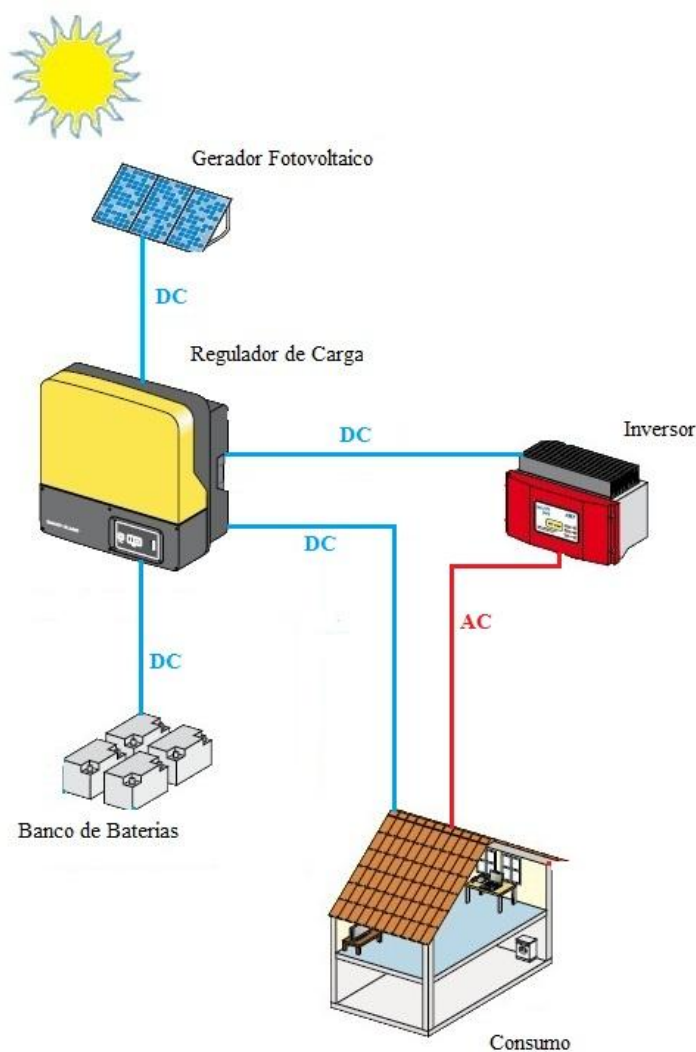 Gerador Fotovoltaico
DC
Regulador de Carga
DC
Inversor
DC
AC
DC
Banco de Baterias
Consumo